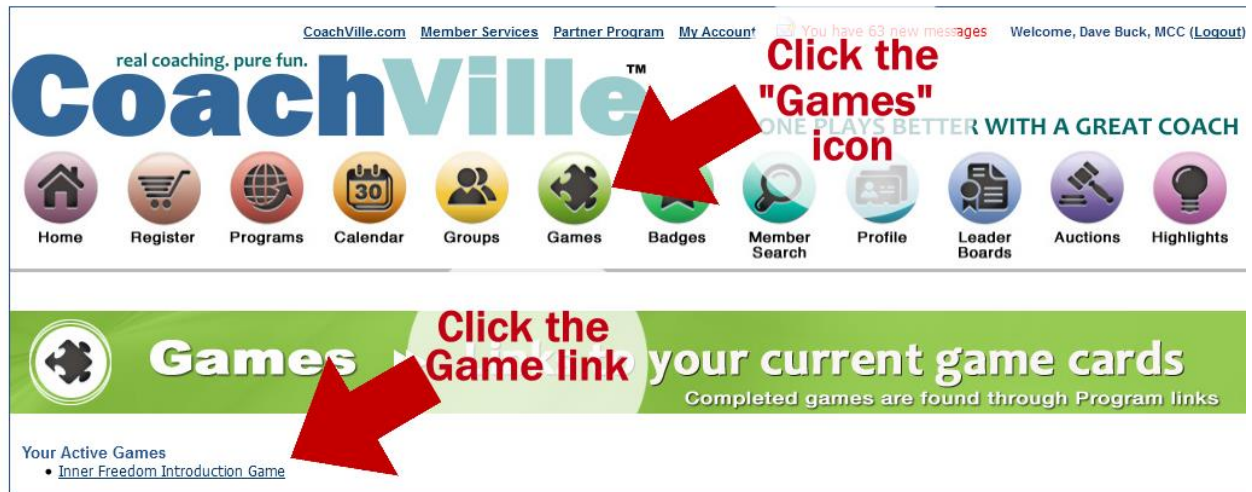 CoachVille.com Member Services Partner Program My Account You have 63 new messages Welcome, Dave Buck, MCC (Logout)
real coaching. pure fun.
CoachVille™
Click the
"Games"
icon
ONE PLAYS BETTER WITH A GREAT COACH
30
Home Register Programs Calendar Groups Games Badges Member Search Profile Leader Boards Auctions Highlights
Click the
Game link
Games to your current game cards
Completed games are found through Program links
Your Active Games
• Inner Freedom Introduction Game